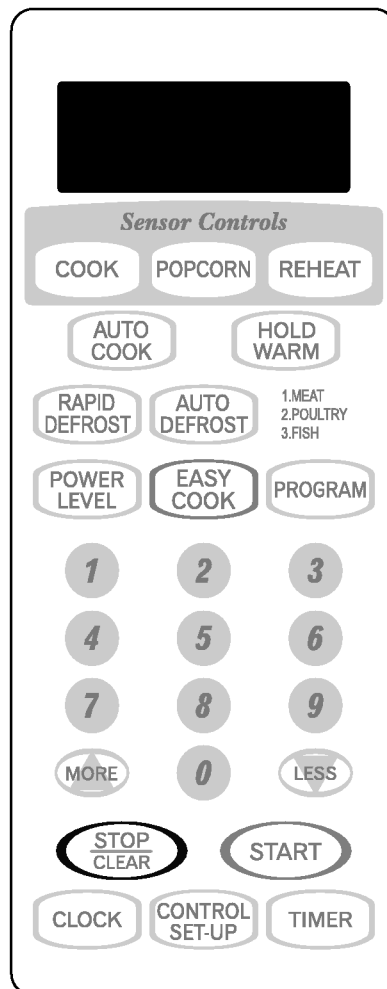 Sensor Controls
COOK
POPCORN
REHEAT
AUTO
COOK
HOLD
WARM
RAPID
DEFROST
AUTO
DEFROST
1.MEAT
2.POULTRY
3.FISH
POWER
LEVEL
EASY
COOK
PROGRAM
1
2
3
4
5
6
7
8
9
MORE
0
LESS
STOP
CLEAR
START
CLOCK
CONTROL
SET-UP
TIMER